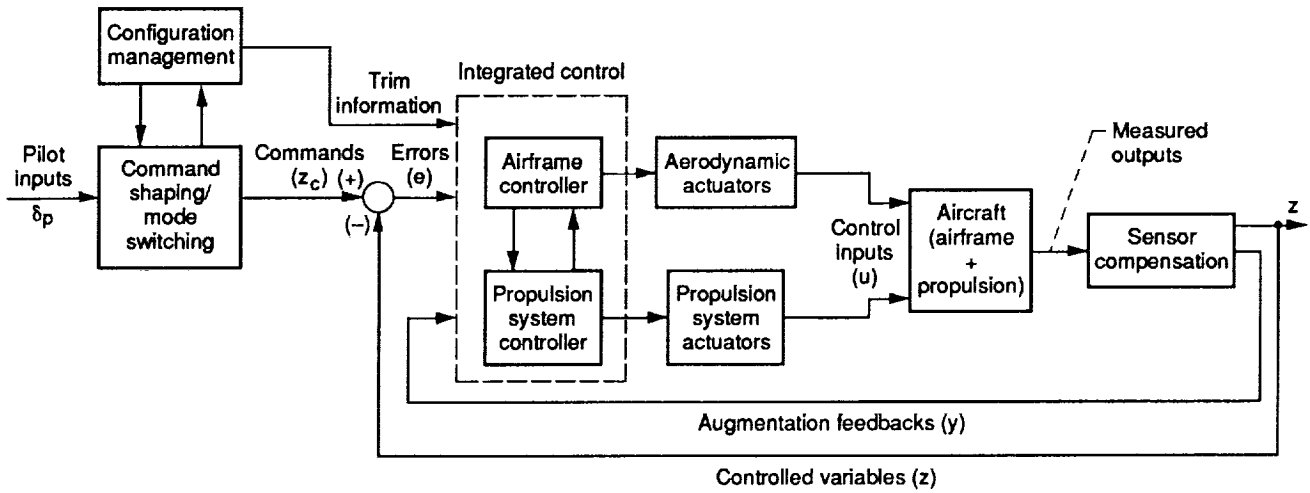 Configuration
management
Integrated control
Trim
information
Measured
outputs
Pilot
inputs
δp
Command
shaping/
mode
switching
Commands
(zc) (+)
(–)
Errors
(e)
Airframe
controller
Aerodynamic
actuators
Control
inputs
(u)
Aircraft
(airframe
+
propulsion)
Sensor
compensation
z
Propulsion
system
controller
Propulsion
system
actuators
Augmentation feedbacks (y)
Controlled variables (z)